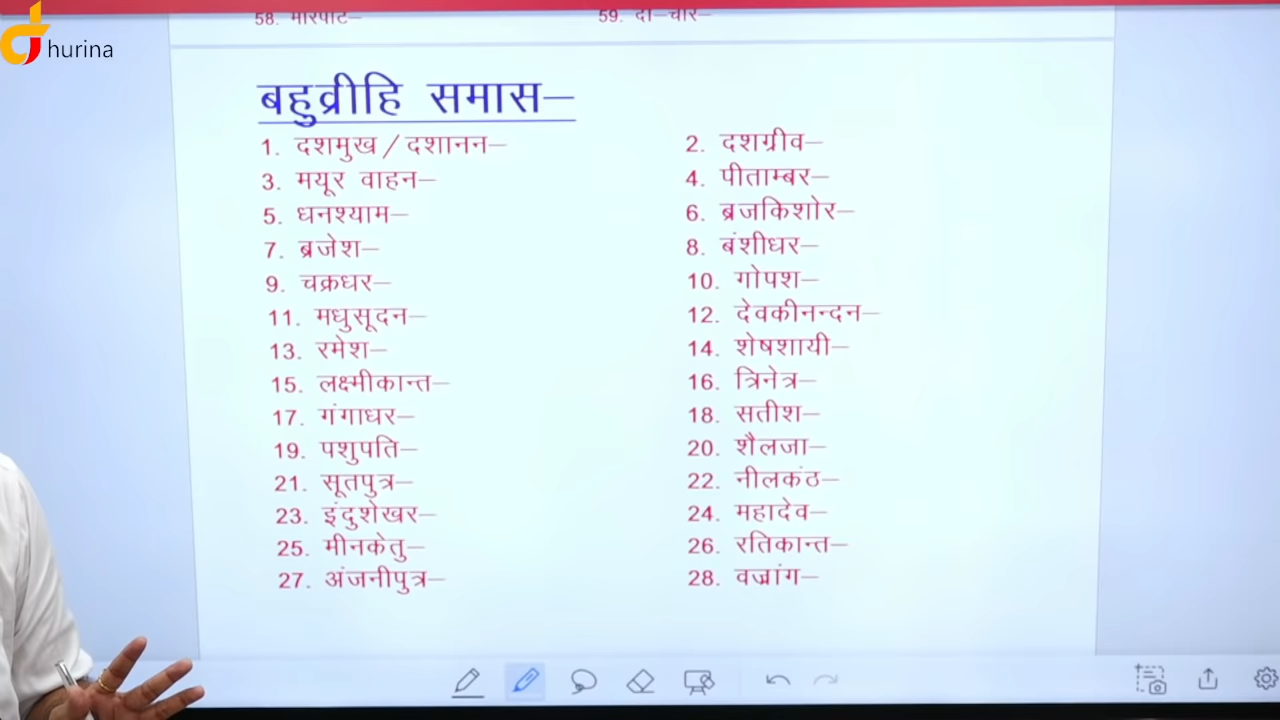 hurina
58. मारपीट– 59. दो–चार–
बहुव्रीहि समास–
1. दशमुख / दशानन– 2. दशग्रीव–
3. मयूर वाहन– 4. पीताम्बर–
5. धनश्याम– 6. ब्रजकिशोर–
7. ब्रजेश– 8. बंशीधर–
9. चक्रधर– 10. गोपश–
11. मधुसूदन– 12. देवकीनन्दन–
13. रमेश– 14. शेषशायी–
15. लक्ष्मीकान्त– 16. त्रिनेत्र–
17. गंगाधर– 18. सतीश–
19. पशुपति– 20. शैलजा–
21. सूतपुत्र– 22. नीलकंठ–
23. इंदुशेखर– 24. महादेव–
25. मीनकेतु– 26. रतिकान्त–
27. अंजनीपुत्र– 28. वज्रांग–